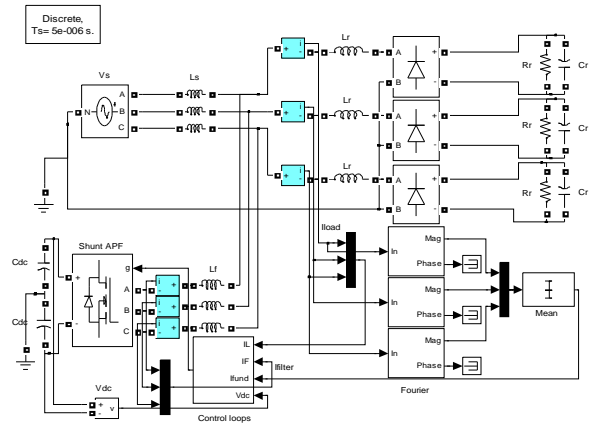 Discrete,
Ts= 5e-006 s.
Vs
N
A
B
C
Ls
i
+
-
Lr
A
B
+
-
Rr
Cr
i
+
-
Lr
A
B
+
-
Rr
Cr
i
+
-
Lr
A
B
+
-
Rr
Cr
Iload
In
Mag
Phase
In
Mag
Phase
In
Mag
Phase
Fourier
Mean
Shunt APF
Cdc
Cdc
+
-
g
A
B
C
i
+
-
i
+
-
i
+
-
Lf
IL
IF
Ifund
Vdc
Ifilter
Control loops
Vdc
+
-
v